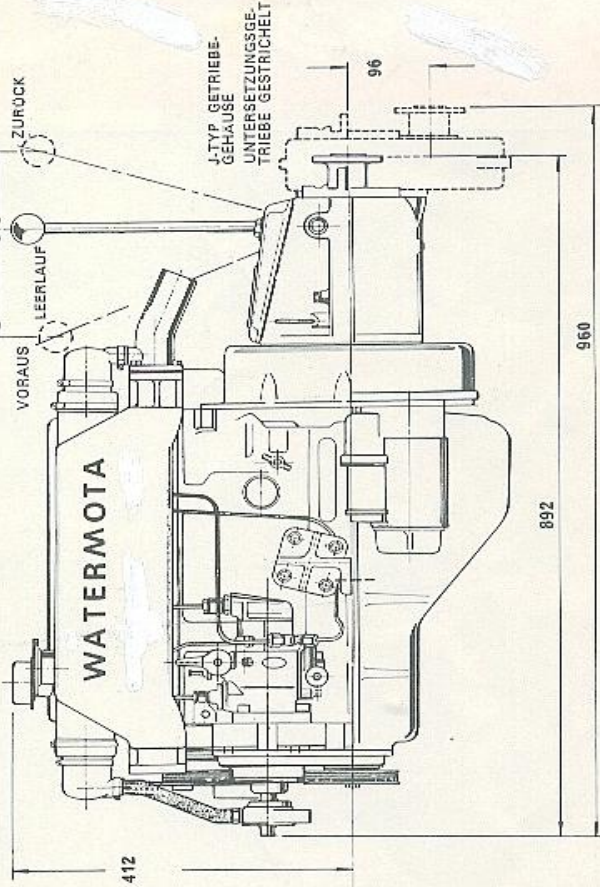 ZURÜCK
LEERLAUF
VORAUS
J-TYP GETRIEBE-
GEHÄUSE
UNTERSETZUNGSGE-
TRIEBE GESTRICHELT
96
WATERMOTA
412
892
960